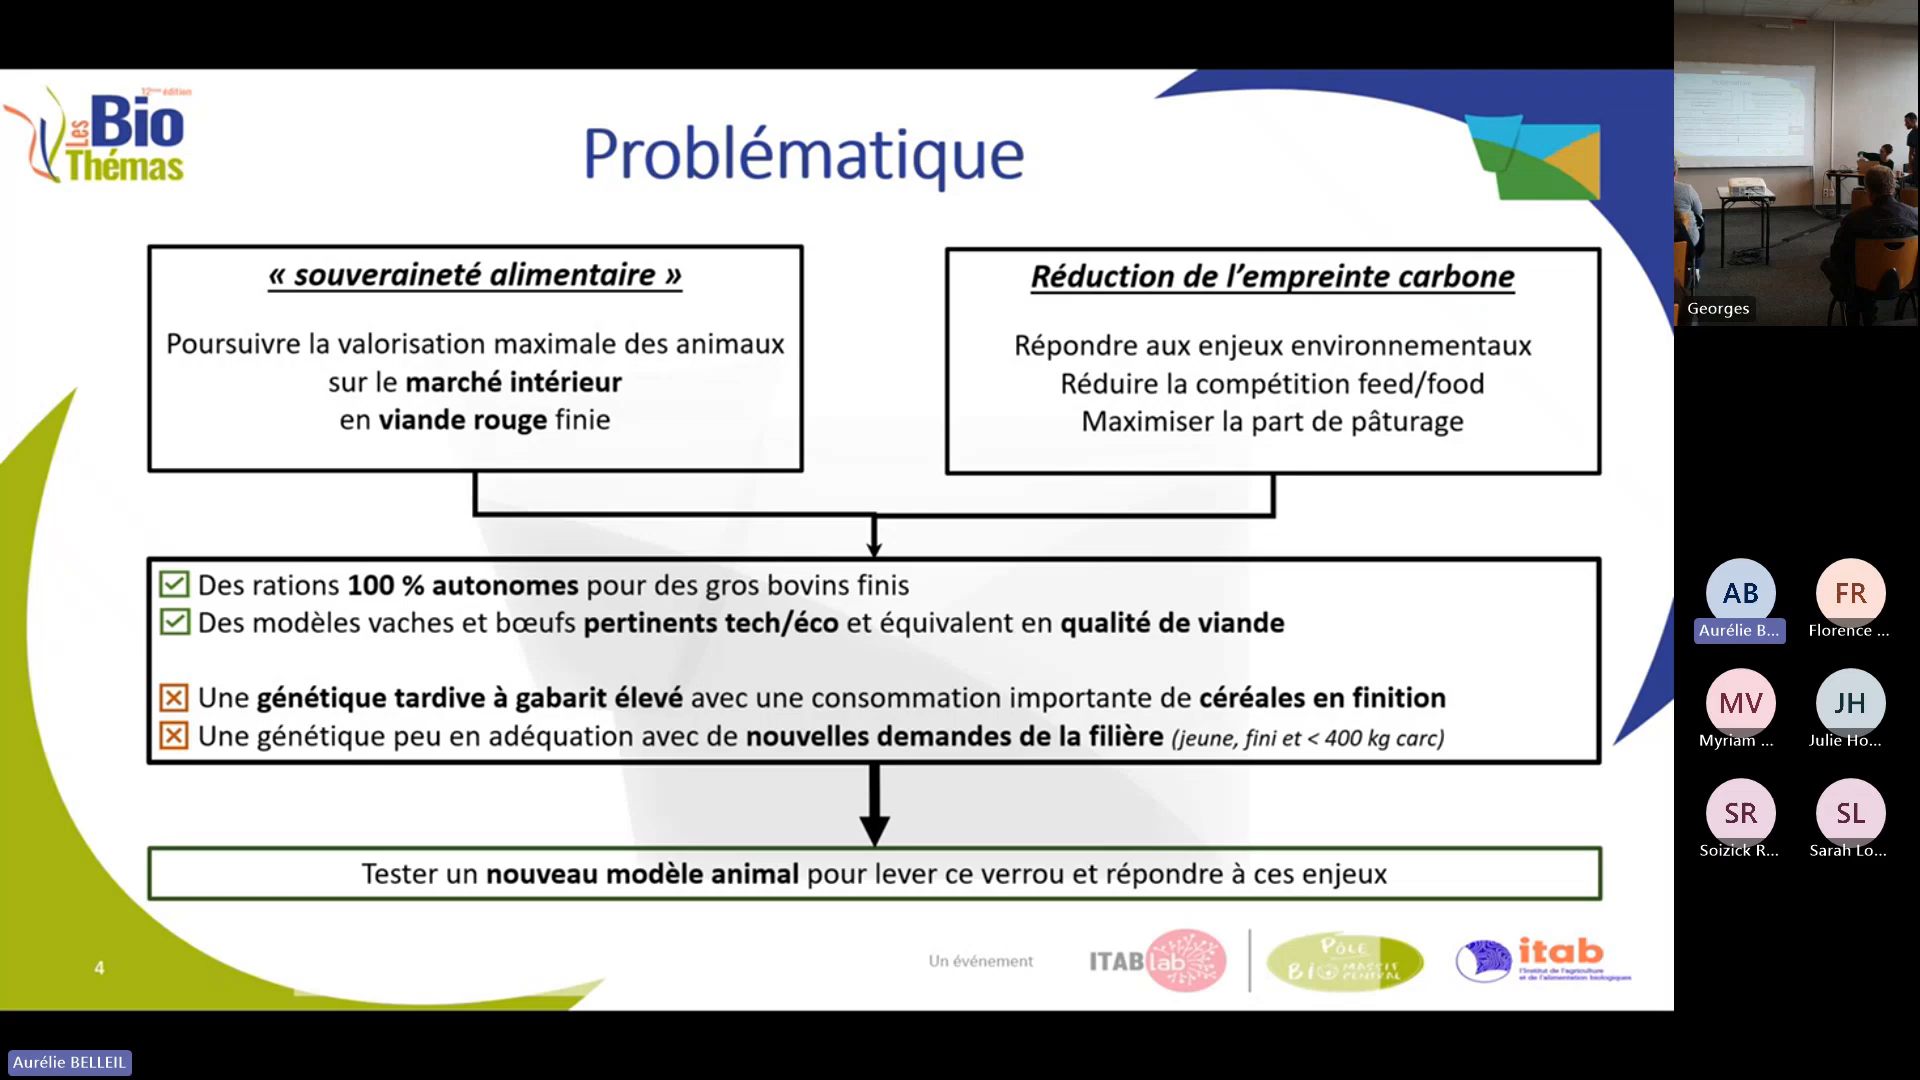 12ème édition
Les Bio
Thémas
Problématique
« souveraineté alimentaire »
Poursuivre la valorisation maximale des animaux
sur le marché intérieur
en viande rouge finie
Réduction de l’empreinte carbone
Répondre aux enjeux environnementaux
Réduire la compétition feed/food
Maximiser la part de pâturage
Des rations 100 % autonomes pour des gros bovins finis
Des modèles vaches et bœufs pertinents tech/éco et équivalent en qualité de viande
Une génétique tardive à gabarit élevé avec une consommation importante de céréales en finition
Une génétique peu en adéquation avec de nouvelles demandes de la filière (jeune, fini et < 400 kg carc)
Tester un nouveau modèle animal pour lever ce verrou et répondre à ces enjeux
4
Un événement
ITAB lab
PÔLE
BIO MASSIF
CENTRAL
itab
l'Institut de l'agriculture
et de l'alimentation biologiques
Georges
AB
Aurélie B...
FR
Florence ...
MV
Myriam ...
JH
Julie Ho...
SR
Soizick R...
SL
Sarah Lo...
Aurélie BELLEIL